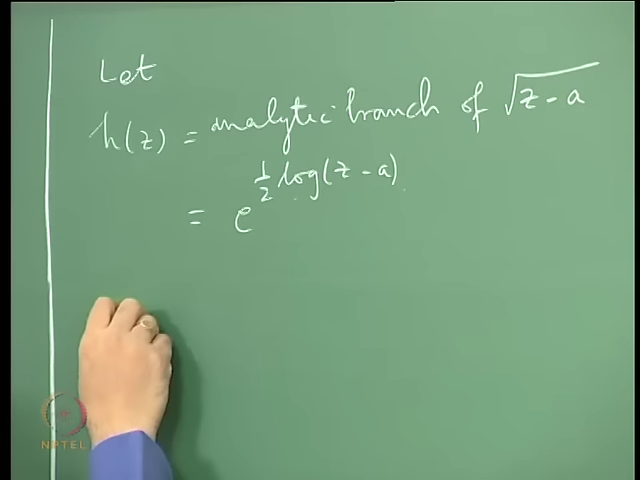 Let
h(z) = analytic branch of √(z - a)
= e^{1/2 log(z - a)}
NPTEL